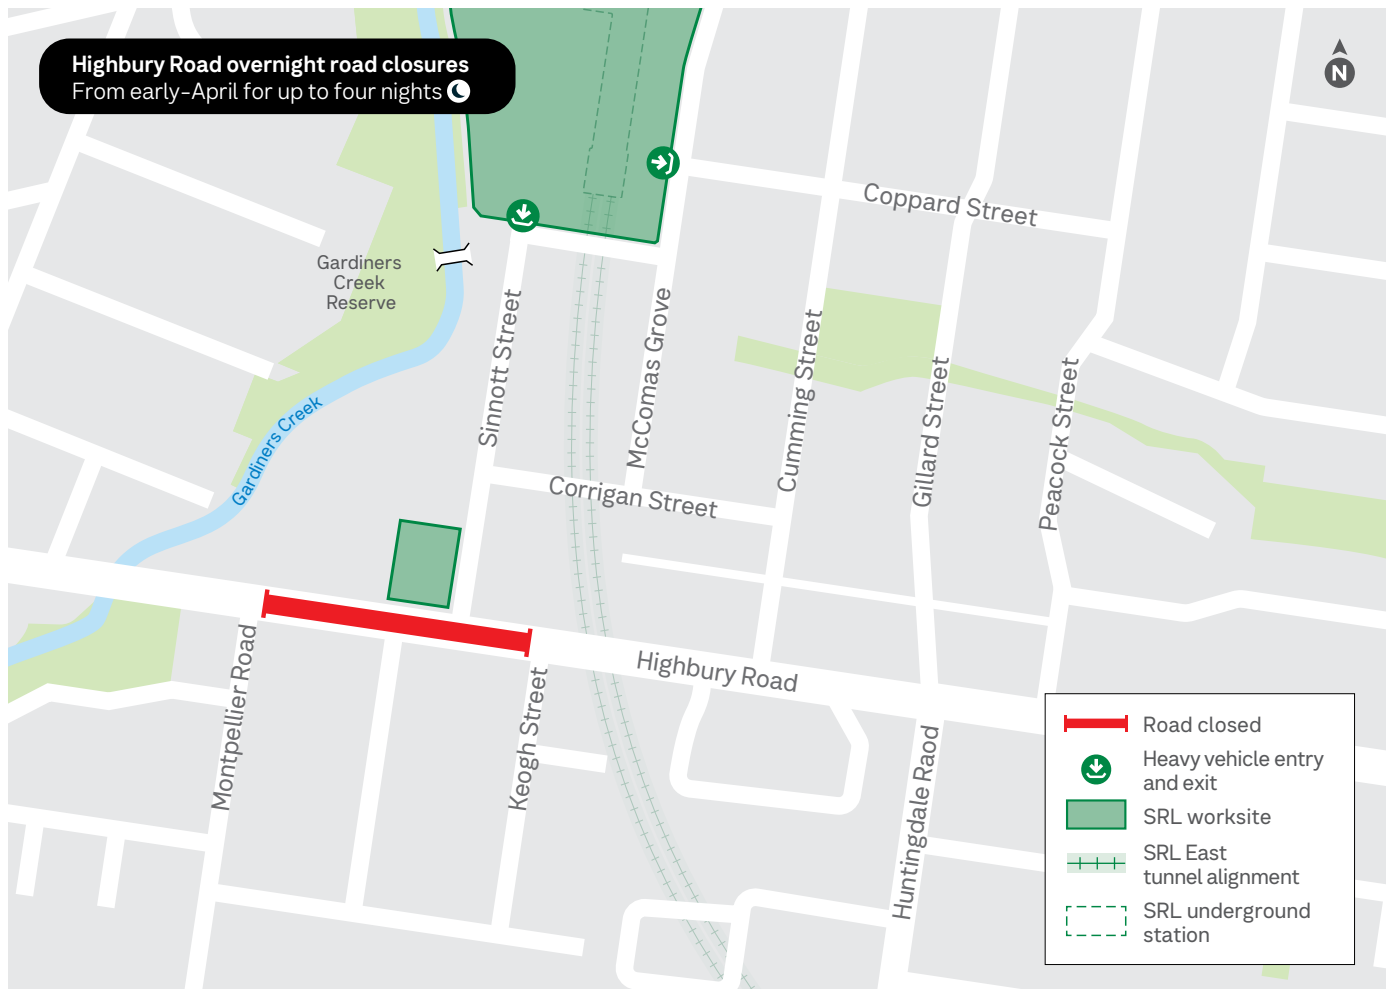 Highbury Road overnight road closures
From early-April for up to four nights
N
Coppard Street
Gardiners
Creek
Reserve
Sinnott Street
McComas Grove
Cumming Street
Gillard Street
Peacock Street
Gardiners Creek
Corrigan Street
Highbury Road
Montpellier Road
Keogh Street
Huntingdale Raod
Road closed
Heavy vehicle entry
and exit
SRL worksite
SRL East
tunnel alignment
SRL underground
station